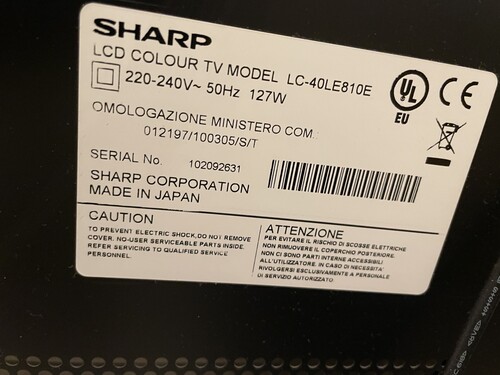 SHARP
LCD COLOUR TV MODEL LC-40LE810E
220-240V~ 50Hz 127W
UL
EU
CE
OMOLOGAZIONE MINISTERO COM.:
012197/100305/S/T
SERIAL No. 102092631
SHARP CORPORATION
MADE IN JAPAN
CAUTION
TO PREVENT ELECTRIC SHOCK,DO NOT REMOVE
COVER. NO-USER SERVICEABLE PARTS INSIDE.
REFER SERVICING TO QUALIFIED SERVICE
PERSONNEL.
ATTENZIONE
PER EVITARE IL RISCHIO DI SCOSSE ELETTRICHE
NON RIMUOVERE IL COPERCHIO POSTERIORE.
NON CI SONO PARTI INTERNE ACCESSIBILI
ALL'UTILIZZATORE. IN CASO DI NECESSITA'
RIVOLGERSI ESCLUSIVAMENTE A PERSONALE
DI SERVIZIO AUTORIZZATO.